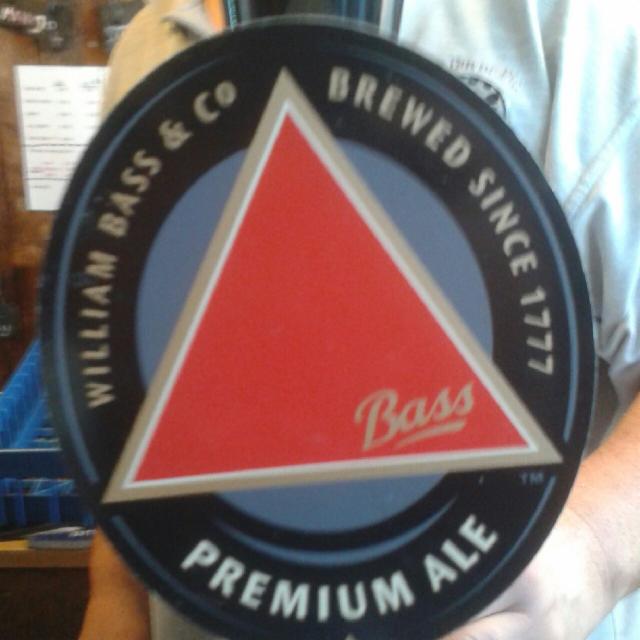 WILLIAM BASS & Co
BREWED SINCE 1777
Bass
TM
PREMIUM ALE